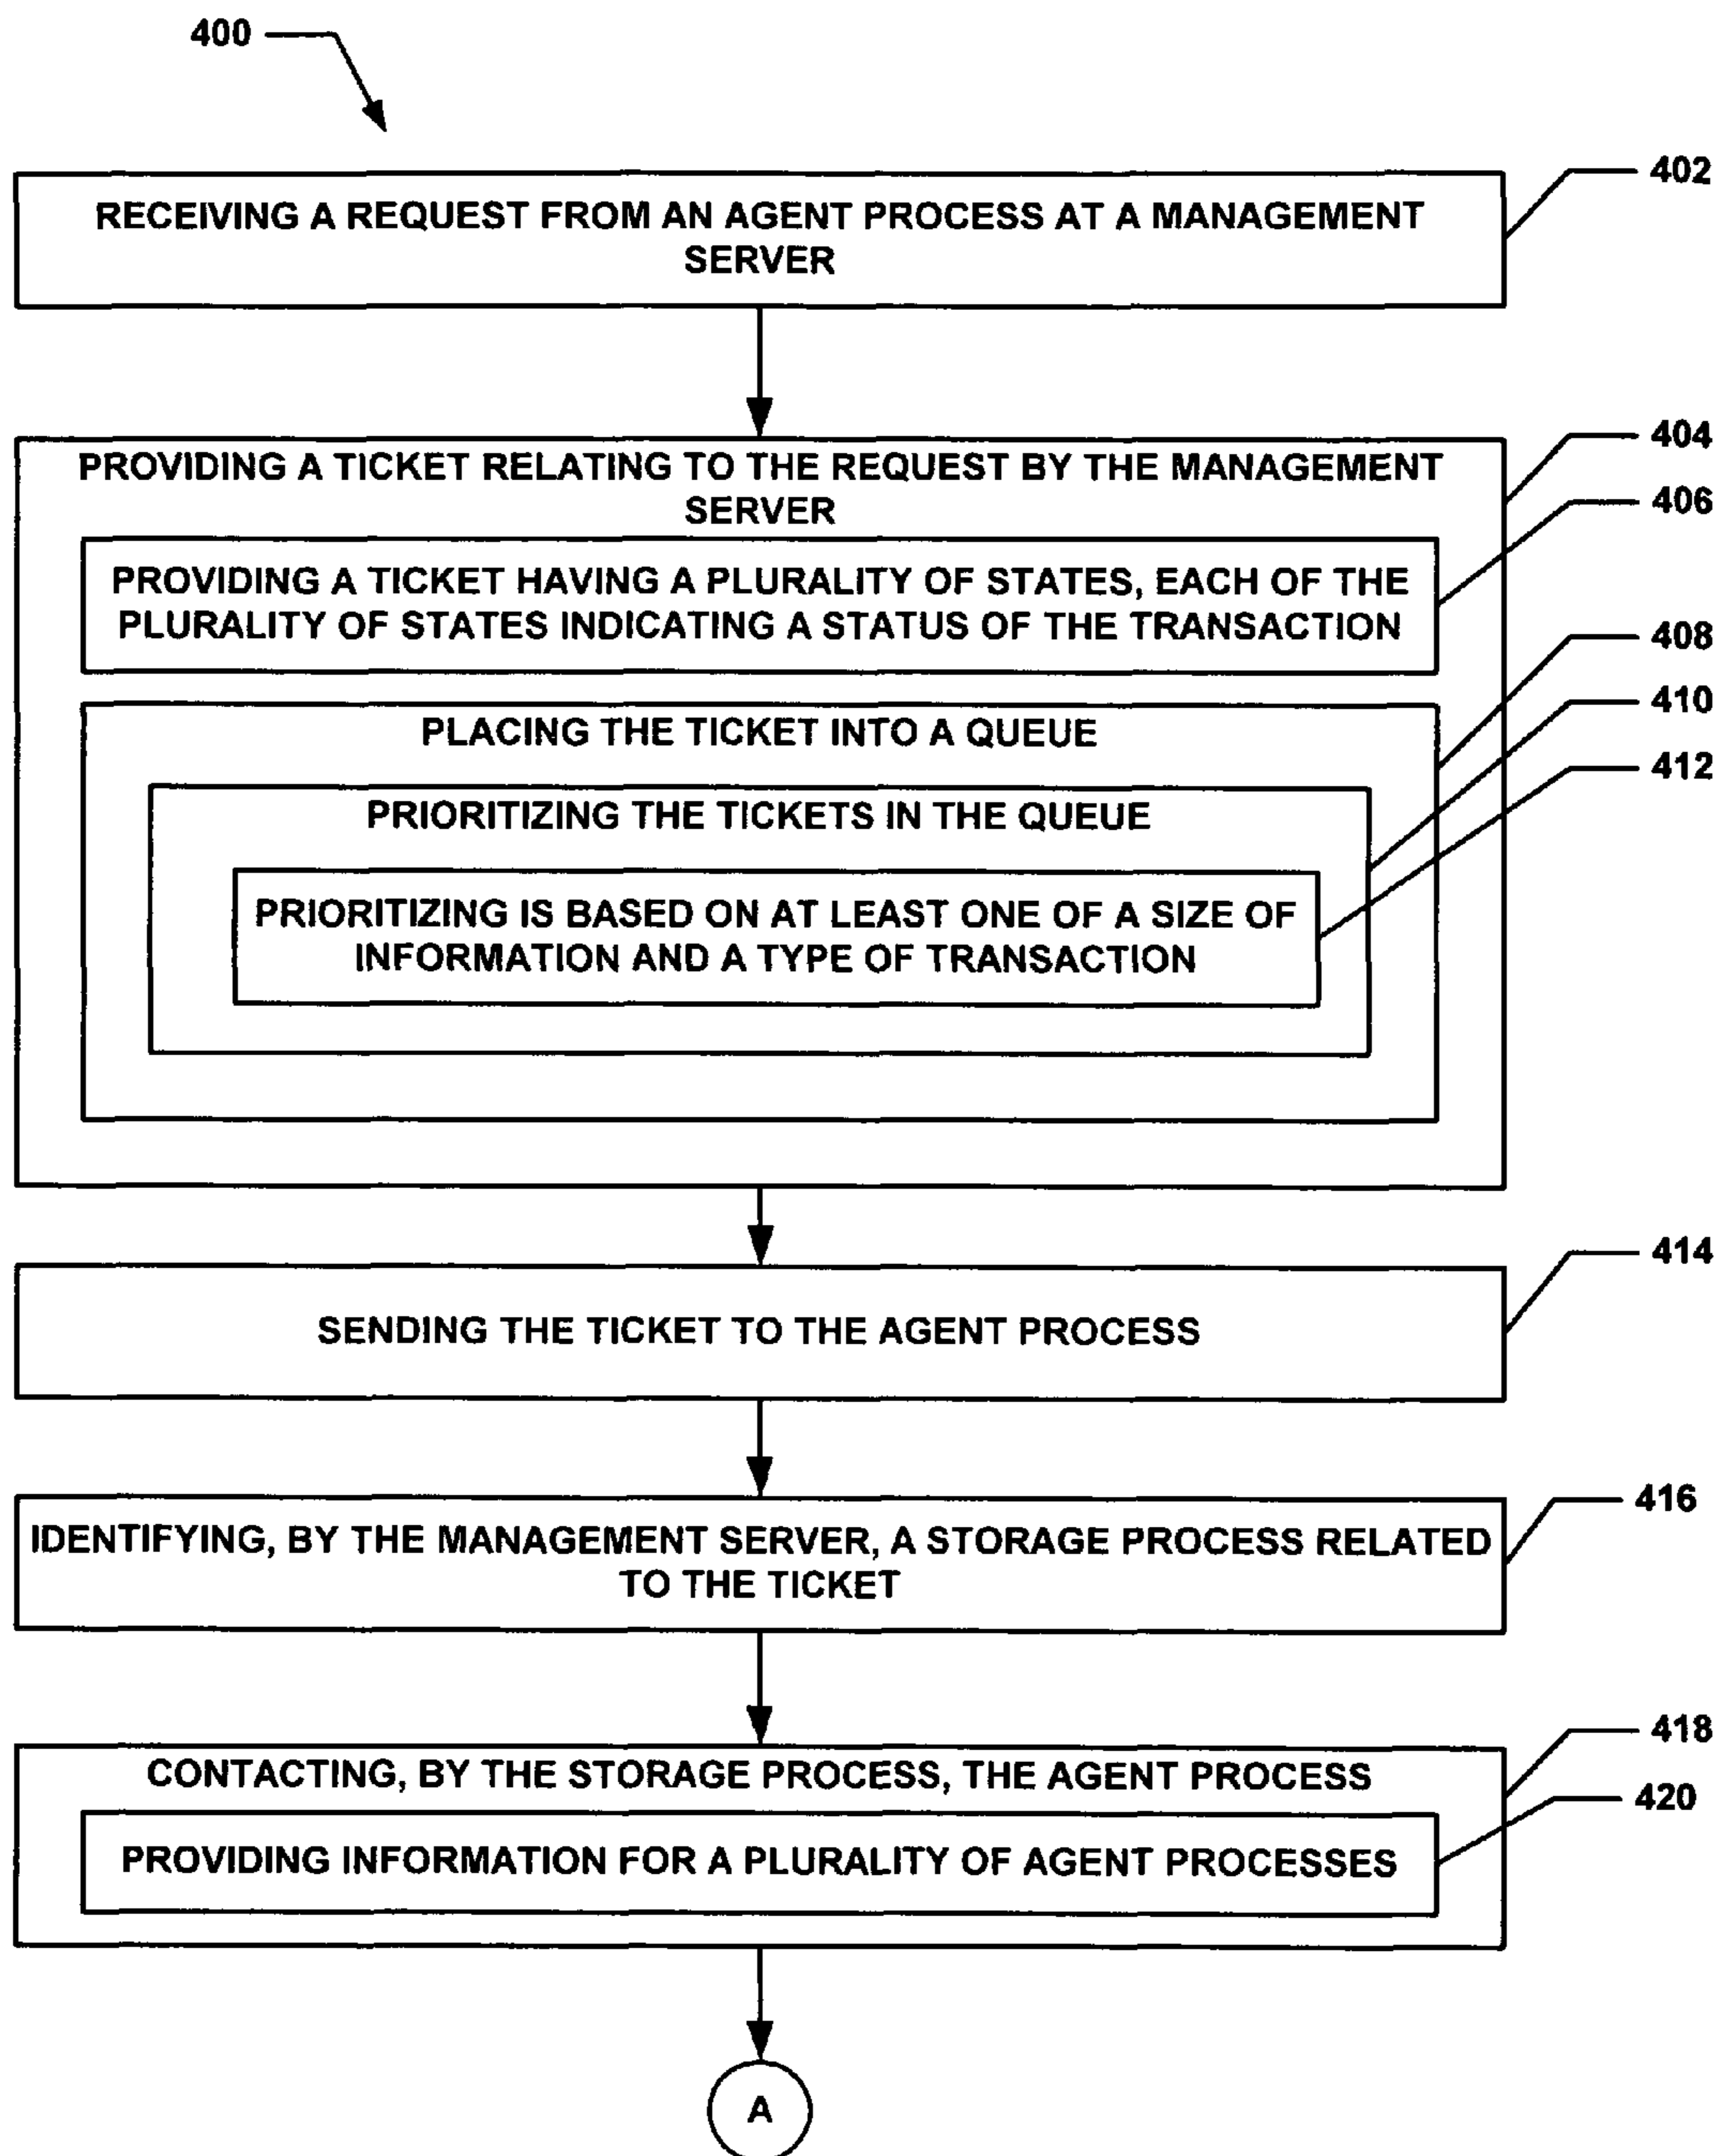 400
402
RECEIVING A REQUEST FROM AN AGENT PROCESS AT A MANAGEMENT
SERVER
404
PROVIDING A TICKET RELATING TO THE REQUEST BY THE MANAGEMENT
SERVER
406
PROVIDING A TICKET HAVING A PLURALITY OF STATES, EACH OF THE
PLURALITY OF STATES INDICATING A STATUS OF THE TRANSACTION
408
PLACING THE TICKET INTO A QUEUE
410
PRIORITIZING THE TICKETS IN THE QUEUE
412
PRIORITIZING IS BASED ON AT LEAST ONE OF A SIZE OF
INFORMATION AND A TYPE OF TRANSACTION
414
SENDING THE TICKET TO THE AGENT PROCESS
416
IDENTIFYING, BY THE MANAGEMENT SERVER, A STORAGE PROCESS RELATED
TO THE TICKET
418
CONTACTING, BY THE STORAGE PROCESS, THE AGENT PROCESS
420
PROVIDING INFORMATION FOR A PLURALITY OF AGENT PROCESSES
A